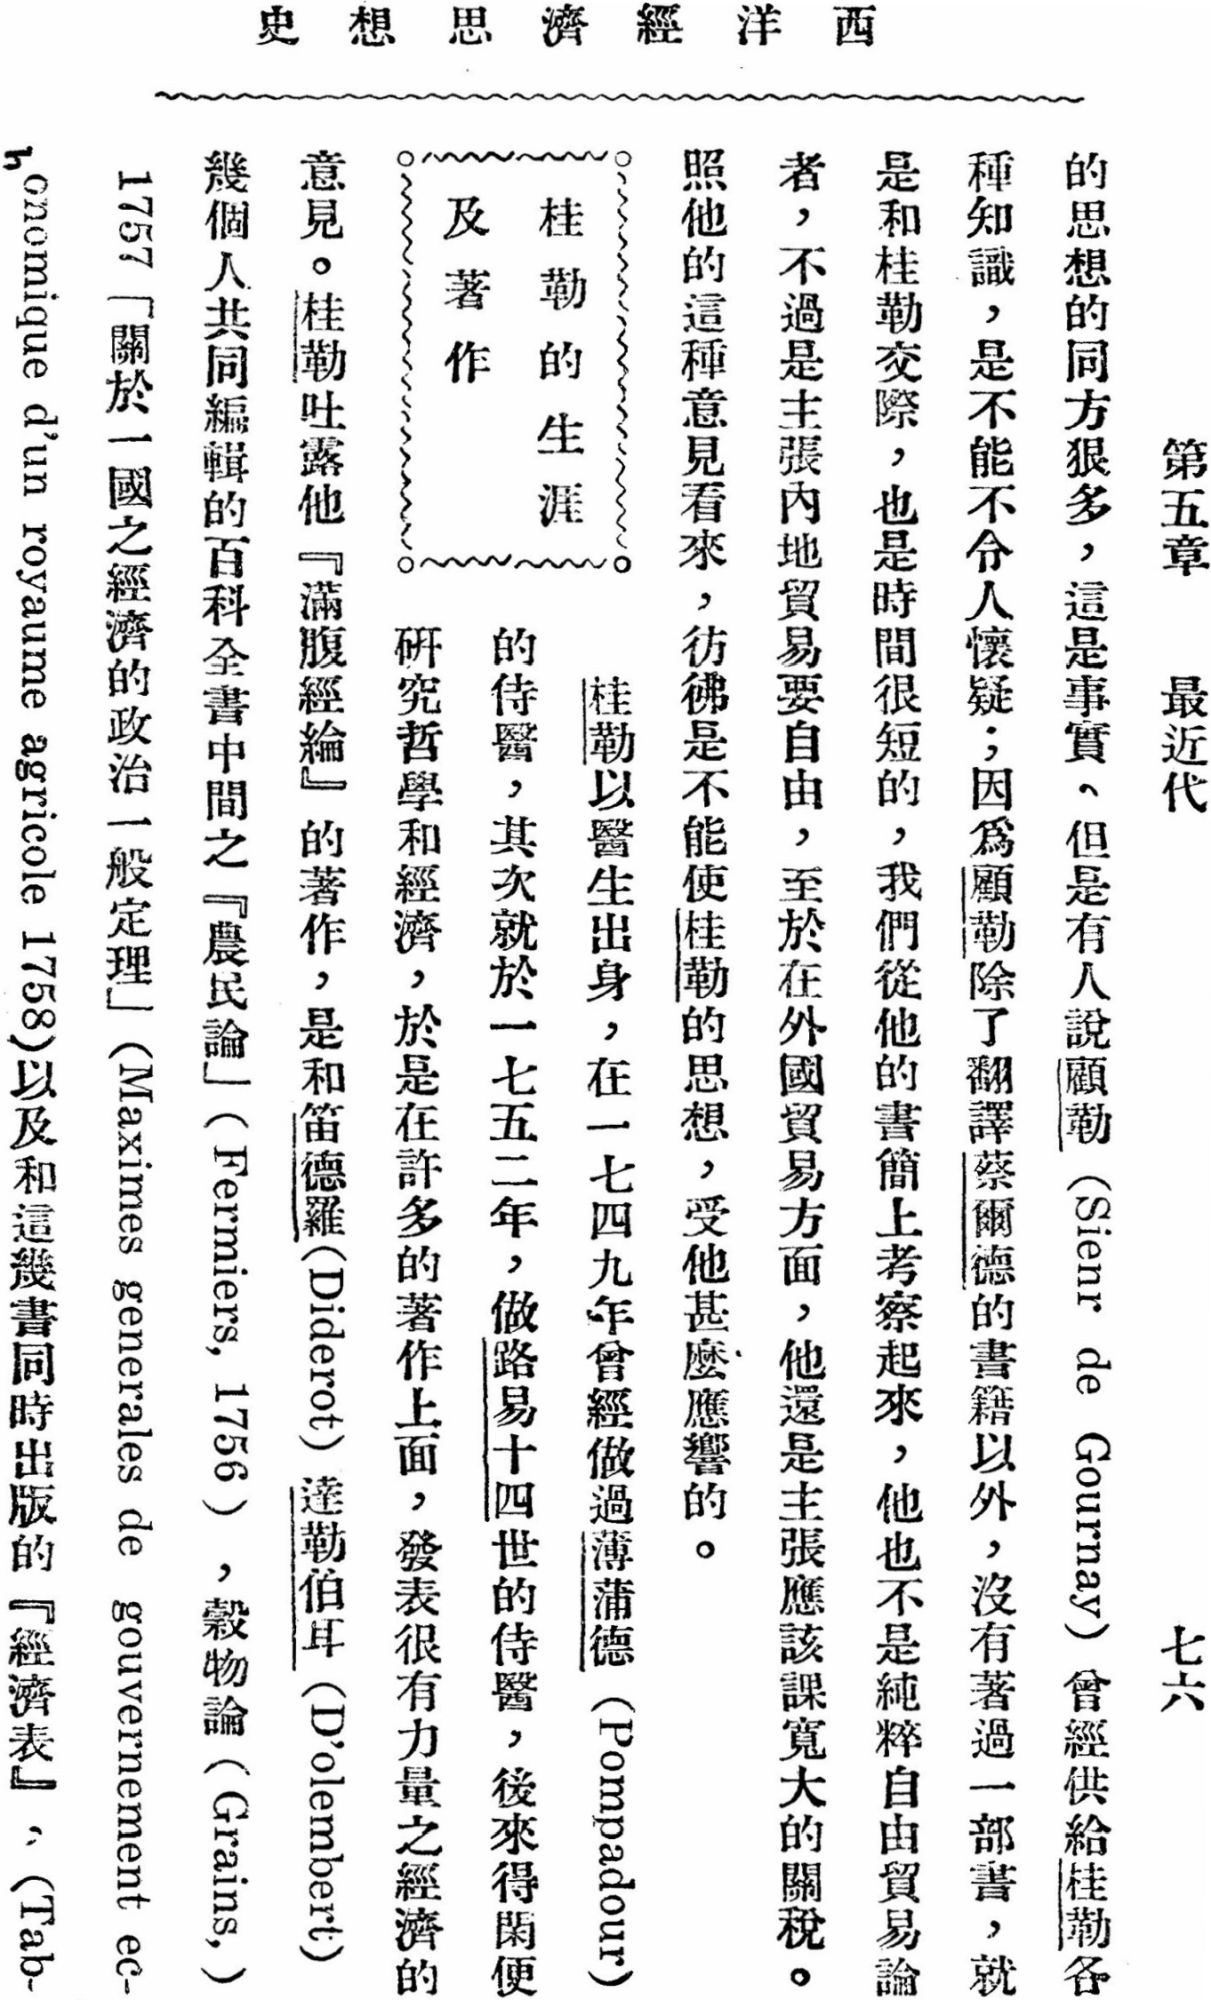 西洋經濟思想史
第五章 最近代 七六
的思想的同方狠多，這是事實、但是有人說顧勒（Sienr de Gournay）曾經供給桂勒各
種知識，是不能不令人懷疑；因爲顧勒除了翻譯蔡爾德的書籍以外，沒有著過一部書，就
是和桂勒交際，也是時間很短的，我們從他的書簡上考察起來，他也不是純粹自由貿易論
者，不過是主張內地貿易要自由，至於在外國貿易方面，他還是主張應該課寬大的關稅。
照他的這種意見看來，彷彿是不能使桂勒的思想，受他甚麼應響的。
桂勒的生涯
及著作
桂勒以醫生出身，在一七四九年曾經做過薄蒲德（Pompadour）
的侍醫，其次就於一七五二年，做路易十四世的侍醫，後來得閑便
硏究哲學和經濟，於是在許多的著作上面，發表很有力量之經濟的
意見。桂勒吐露他『滿腹經綸』的著作，是和笛德羅（Diderot）達勒伯耳（D'olembert）
幾個人共同編輯的百科全書中間之『農民論」（Fermiers, 1756），穀物論（Grains,）
1757「關於一國之經濟的政治一般定理」（Maximes generales de gouvernement ec-
onomique d'un royaume agricole 1758)以及和這幾書同時出版的『經濟表』，（Tab-
h